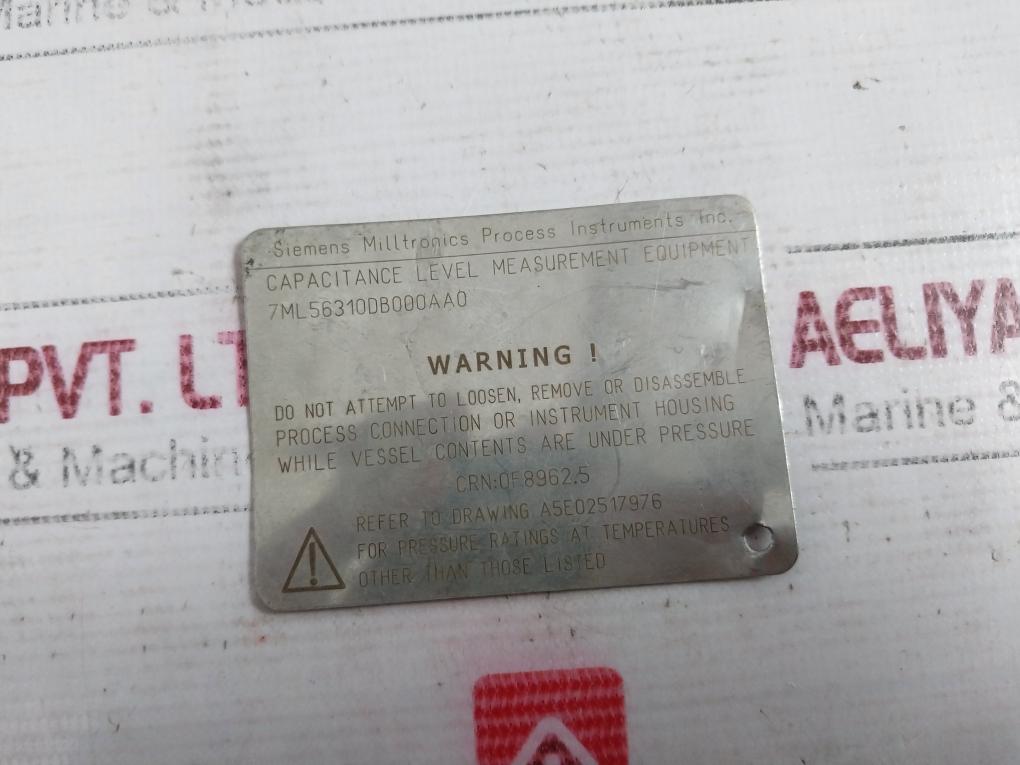 Marine &
Siemens Milltronics Process Instruments Inc.
CAPACITANCE LEVEL MEASUREMENT EQUIPMENT
7ML56310DB000AA0
WARNING !
DO NOT ATTEMPT TO LOOSEN, REMOVE OR DISASSEMBLE
PROCESS CONNECTION OR INSTRUMENT HOUSING
WHILE VESSEL CONTENTS ARE UNDER PRESSURE
CRN:0F8962.5
REFER TO DRAWING A5E02517976
FOR PRESSURE RATINGS AT TEMPERATURES
OTHER THAN THOSE LISTED
PVT. LT
& Machin
AELIYA
Marine &